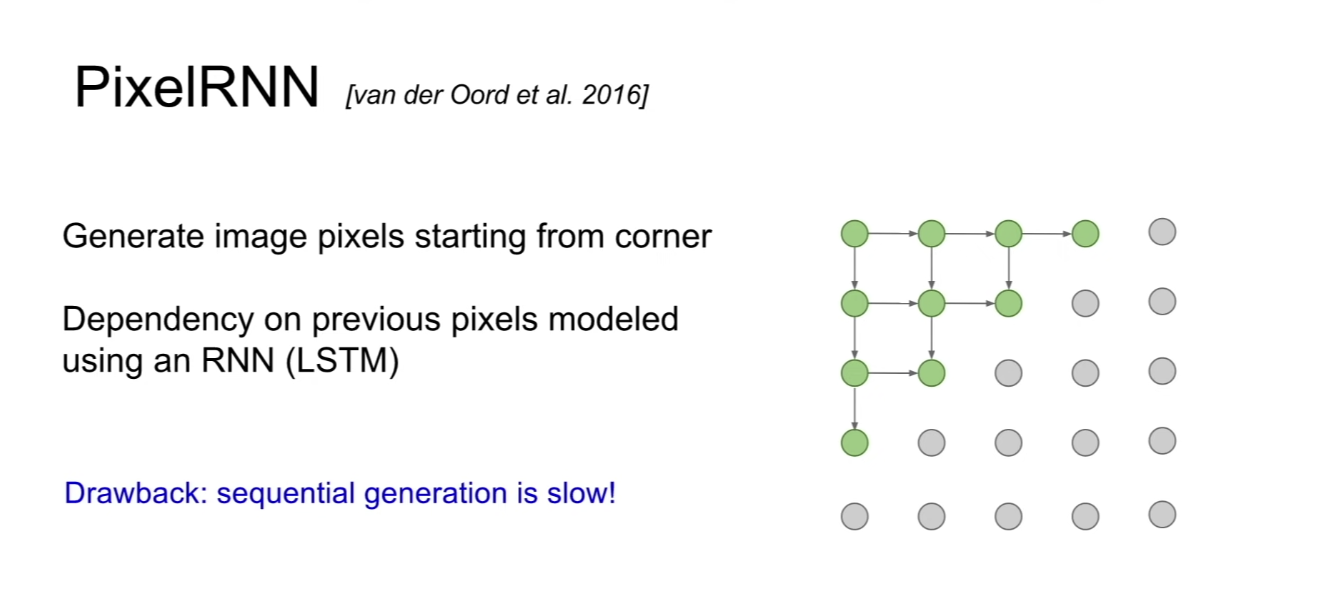 PixelRNN [van der Oord et al. 2016]
Generate image pixels starting from corner
Dependency on previous pixels modeled
using an RNN (LSTM)
Drawback: sequential generation is slow!